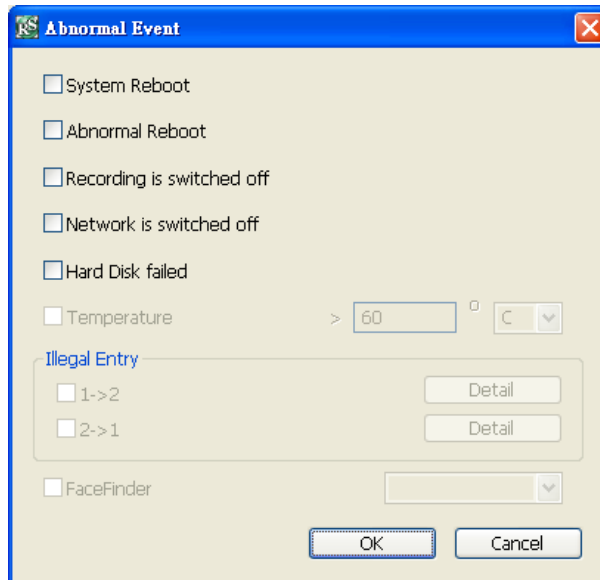 RS Abnormal Event
System Reboot
Abnormal Reboot
Recording is switched off
Network is switched off
Hard Disk failed
Temperature > 60 ° C
Illegal Entry
1->2 Detail
2->1 Detail
FaceFinder
OK Cancel